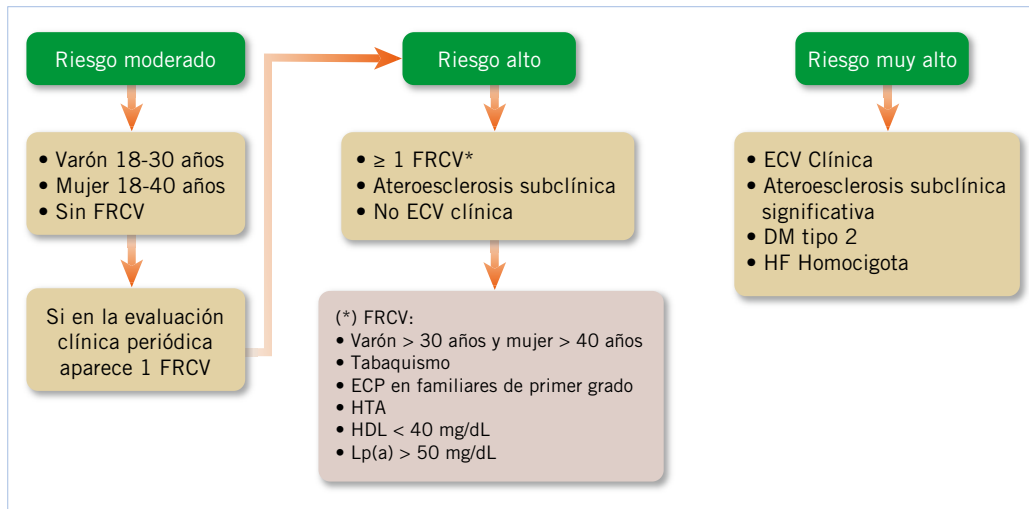 Riesgo moderado
• Varón 18-30 años
• Mujer 18-40 años
• Sin FRCV
Si en la evaluación
clínica periódica
aparece 1 FRCV
Riesgo alto
• ≥ 1 FRCV*
• Ateroesclerosis subclínica
• No ECV clínica
(*) FRCV:
• Varón > 30 años y mujer > 40 años
• Tabaquismo
• ECP en familiares de primer grado
• HTA
• HDL < 40 mg/dL
• Lp(a) > 50 mg/dL
Riesgo muy alto
• ECV Clínica
• Ateroesclerosis subclínica
significativa
• DM tipo 2
• HF Homocigota